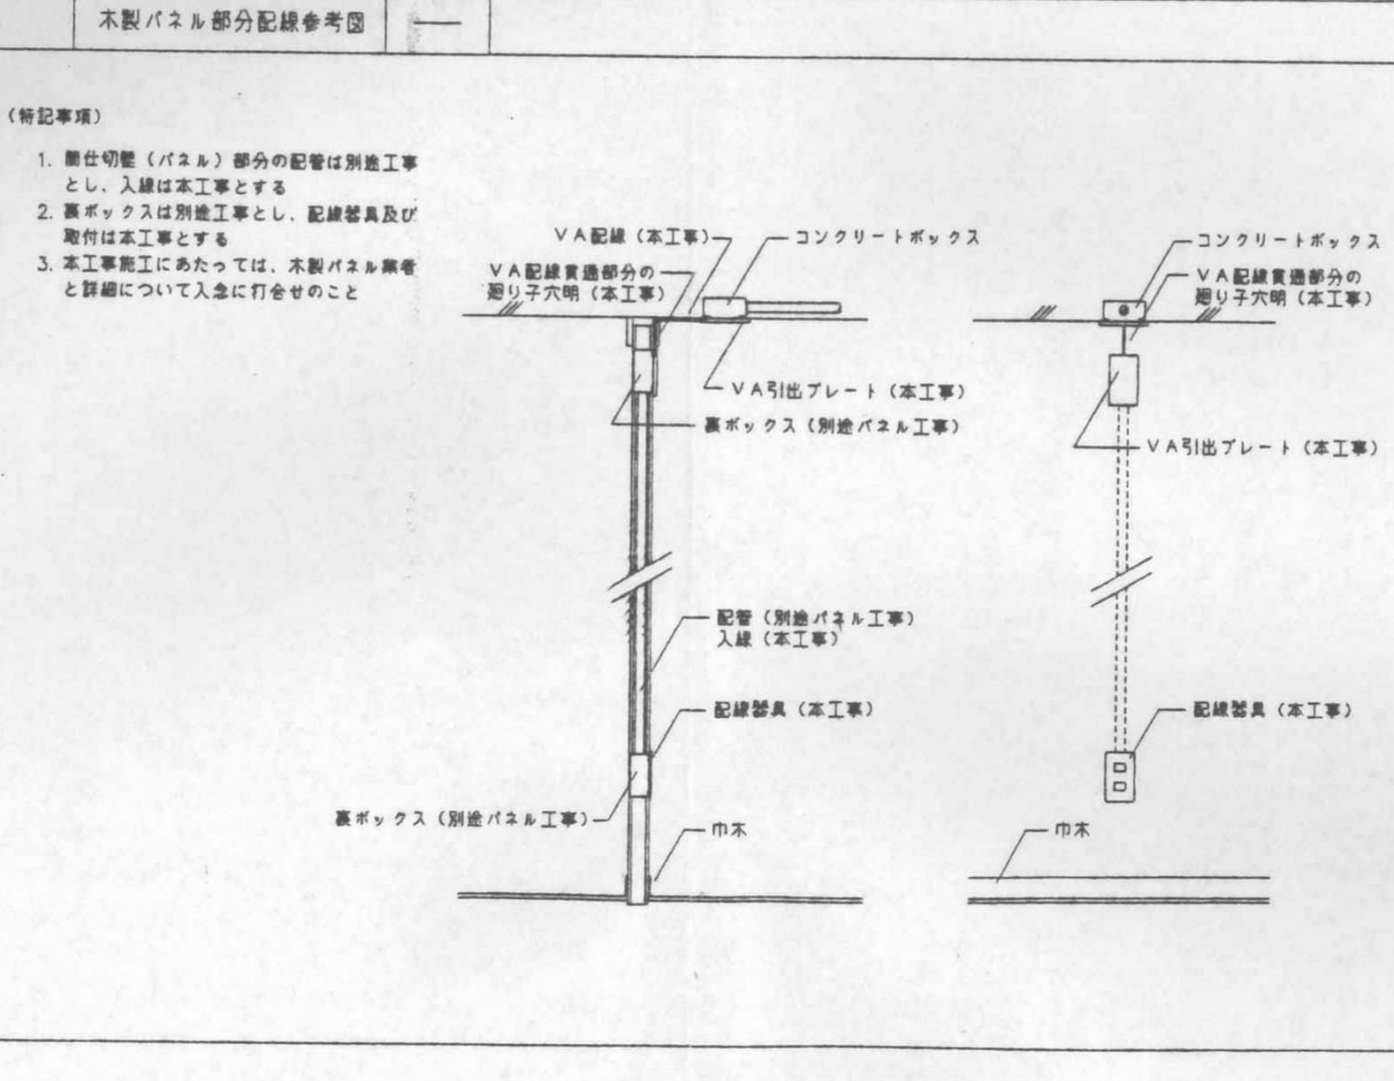 木製パネル部分配線参考図
(特記事項)
1. 間仕切壁（パネル）部分の配管は別途工事
とし、入線は本工事とする
2. 裏ボックスは別途工事とし、配線器具及び
取付は本工事とする
3. 本工事施工にあたっては、木製パネル業者
と詳細について入念に打合せのこと
VA配線（本工事）
コンクリートボックス
VA配線貫通部分の
廻り子穴明（本工事）
VA引出プレート（本工事）
裏ボックス（別途パネル工事）
配管（別途パネル工事）
入線（本工事）
配線器具（本工事）
裏ボックス（別途パネル工事）
巾木
コンクリートボックス
VA配線貫通部分の
廻り子穴明（本工事）
VA引出プレート（本工事）
配線器具（本工事）
巾木